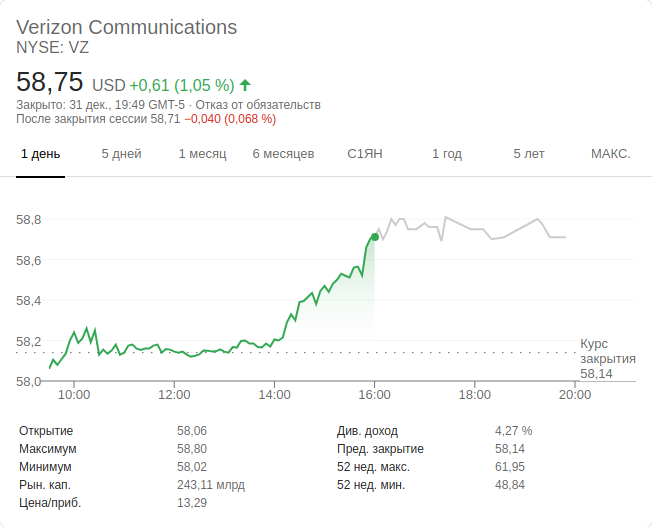 Verizon Communications
NYSE: VZ
58,75 USD +0,61 (1,05 %)
Закрыто: 31 дек., 19:49 GMT-5 · Отказ от обязательств
После закрытия сессии 58,71 −0,040 (0,068 %)
1 день 5 дней 1 месяц 6 месяцев С1ЯН 1 год 5 лет МАКС.
58,8
58,6
58,4
58,2
58,0
Курс
закрытия
58,14
10:00 12:00 14:00 16:00 18:00 20:00
Открытие 58,06 Див. доход 4,27 %
Максимум 58,80 Пред. закрытие 58,14
Минимум 58,02 52 нед. макс. 61,95
Рын. кап. 243,11 млрд 52 нед. мин. 48,84
Цена/приб. 13,29